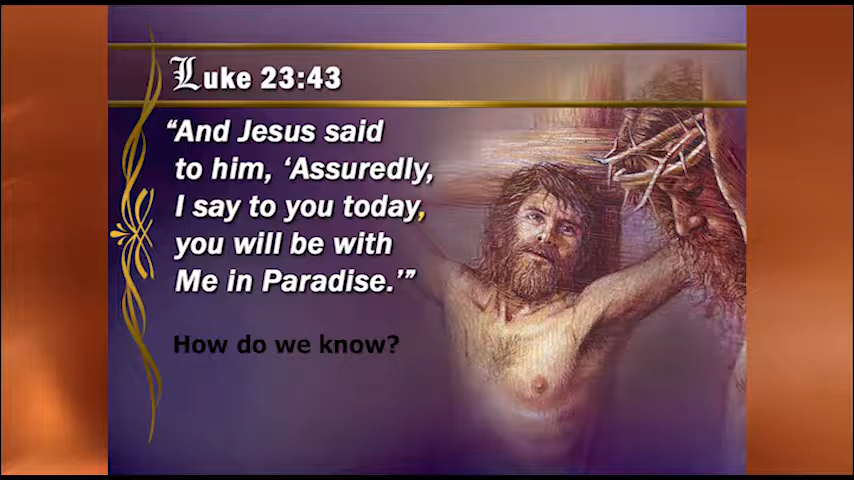 Luke 23:43
“And Jesus said
to him, ‘Assuredly,
I say to you today,
you will be with
Me in Paradise.’”
How do we know?